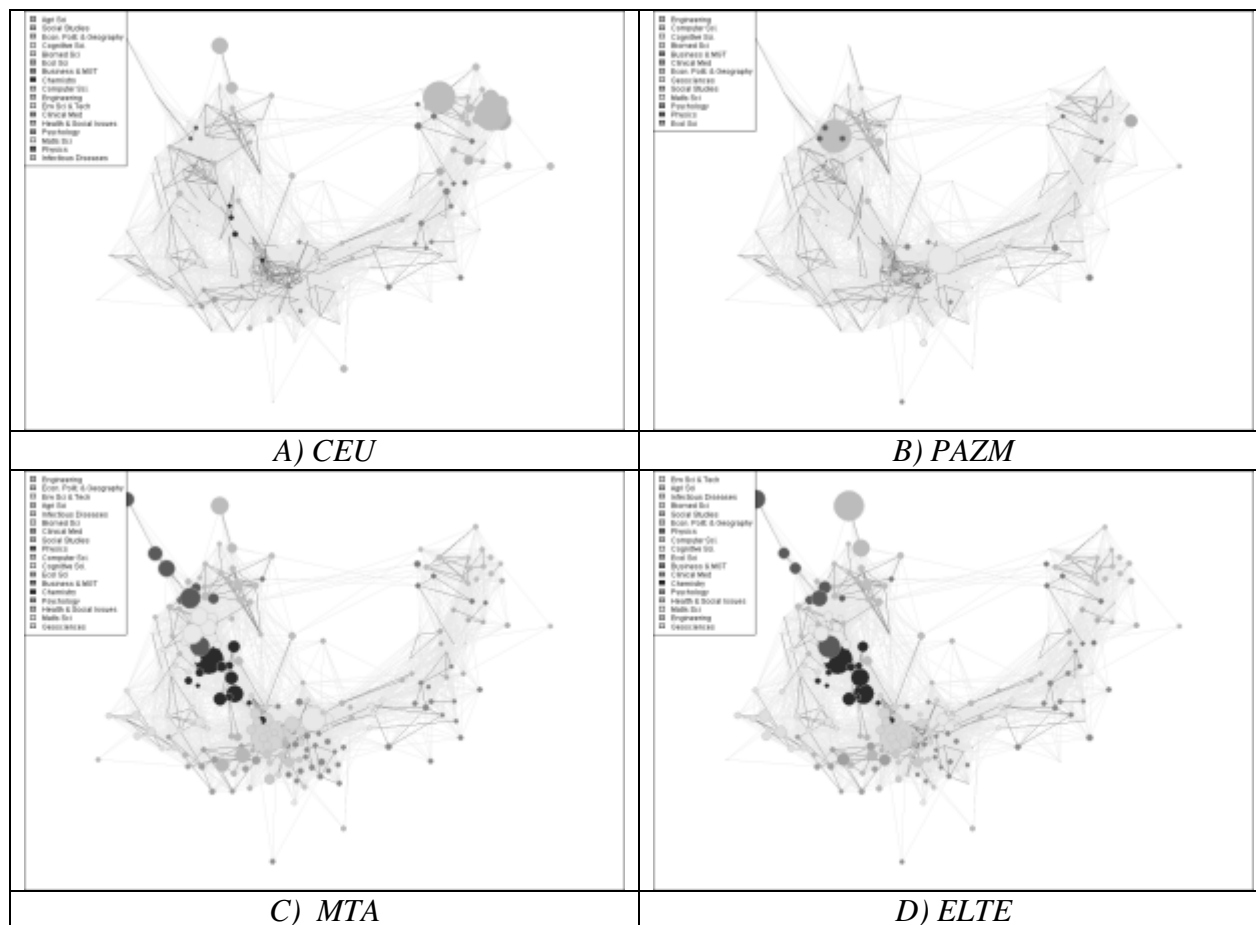 Agri Sci
Social Studies
Econ. Polit. & Geography
Cognitive Sci.
Biomed Sci
Ecol Sci
Business & MGT
Chemistry
Computer Sci.
Engineering
Env Sci & Tech
Clinical Med
Health & Social Issues
Psychology
Matls Sci
Physics
Infectious Diseases
Engineering
Computer Sci.
Cognitive Sci.
Biomed Sci
Business & MGT
Clinical Med
Econ. Polit. & Geography
Geosciences
Social Studies
Matls Sci
Psychology
Physics
Ecol Sci
A) CEU
B) PAZM
Engineering
Econ. Polit. & Geography
Env Sci & Tech
Agri Sci
Infectious Diseases
Biomed Sci
Clinical Med
Social Studies
Physics
Computer Sci.
Cognitive Sci.
Ecol Sci
Business & MGT
Chemistry
Psychology
Health & Social Issues
Matls Sci
Geosciences
Env Sci & Tech
Agri Sci
Infectious Diseases
Biomed Sci
Social Studies
Econ. Polit. & Geography
Physics
Computer Sci.
Cognitive Sci.
Ecol Sci
Business & MGT
Clinical Med
Chemistry
Psychology
Health & Social Issues
Matls Sci
Engineering
Geosciences
C) MTA
D) ELTE